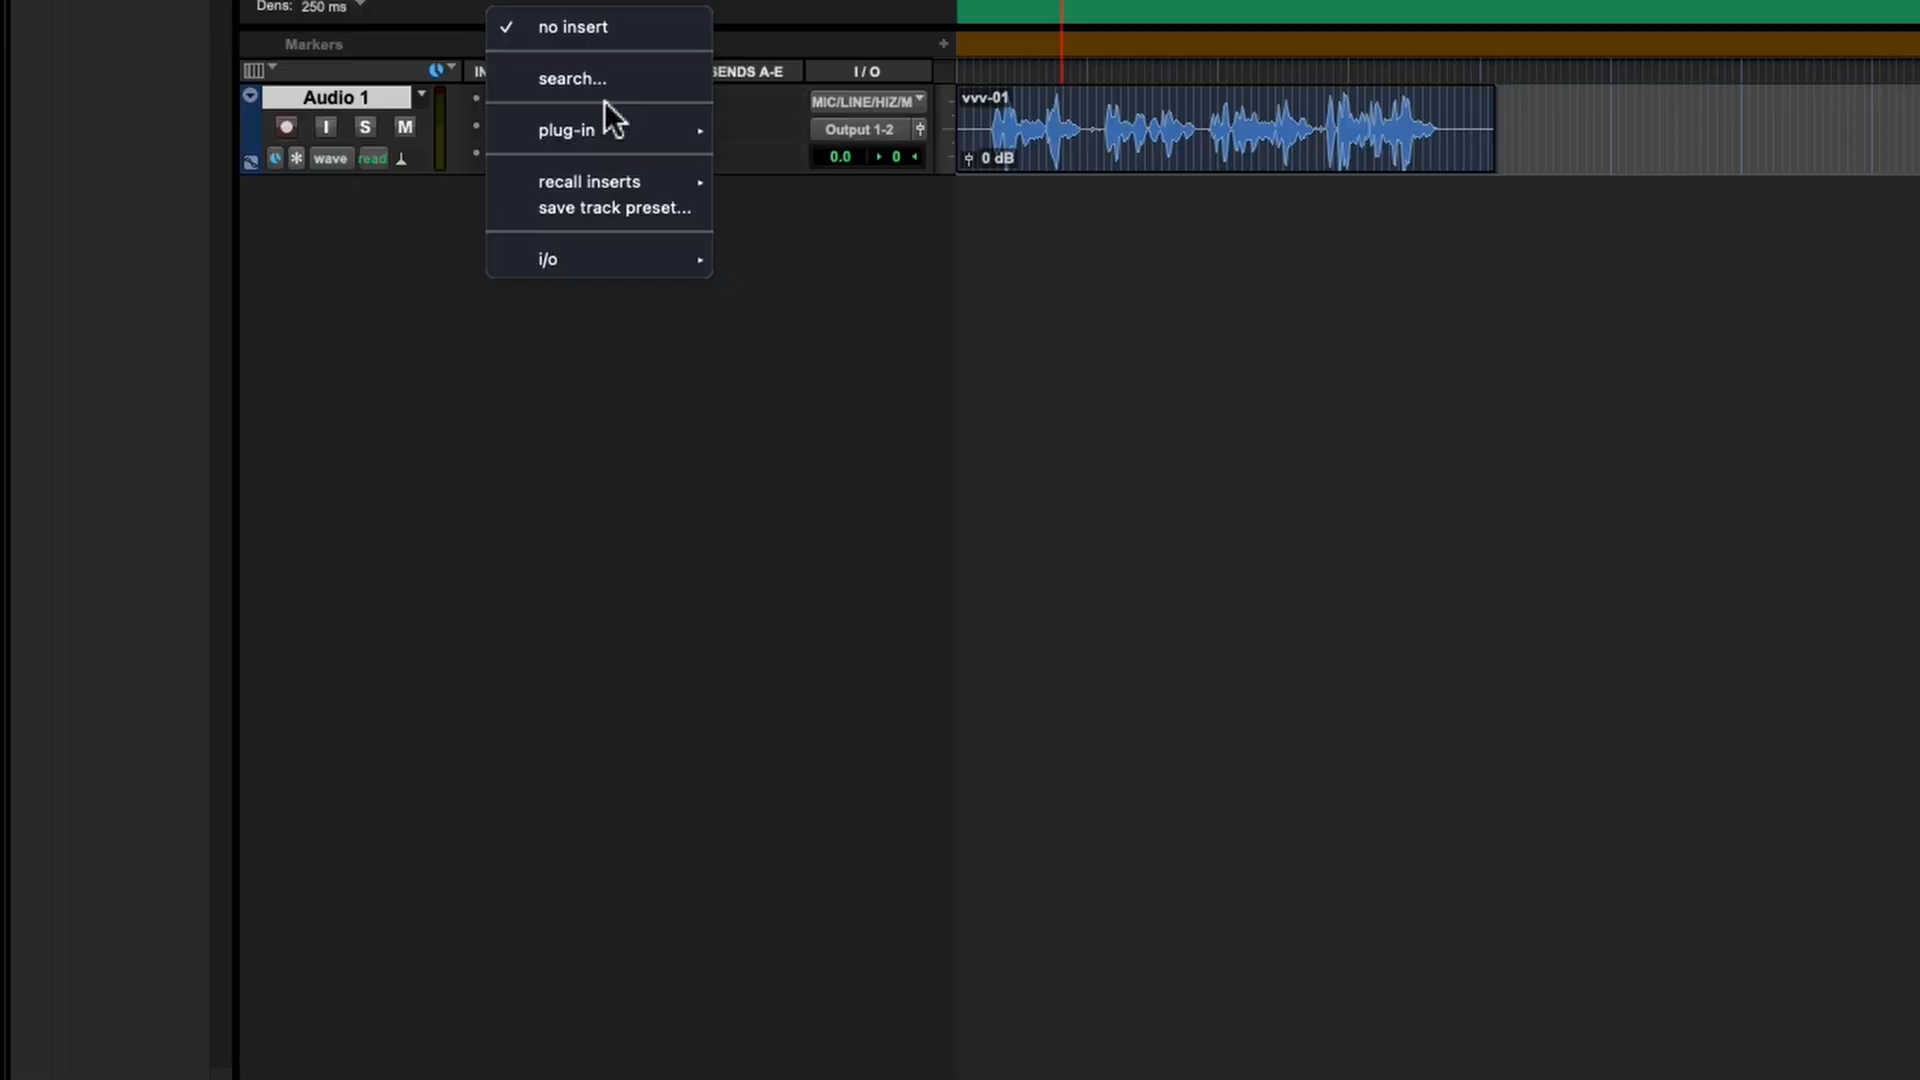 Dens: 250 ms
no insert
Markers
+
IN
SENDS A-E
I / O
search...
Audio 1
MIC/LINE/HIZ/M
vvv-01
I
S
M
plug-in
Output 1-2
wave
read
0.0
0
0 dB
recall inserts
save track preset...
i/o